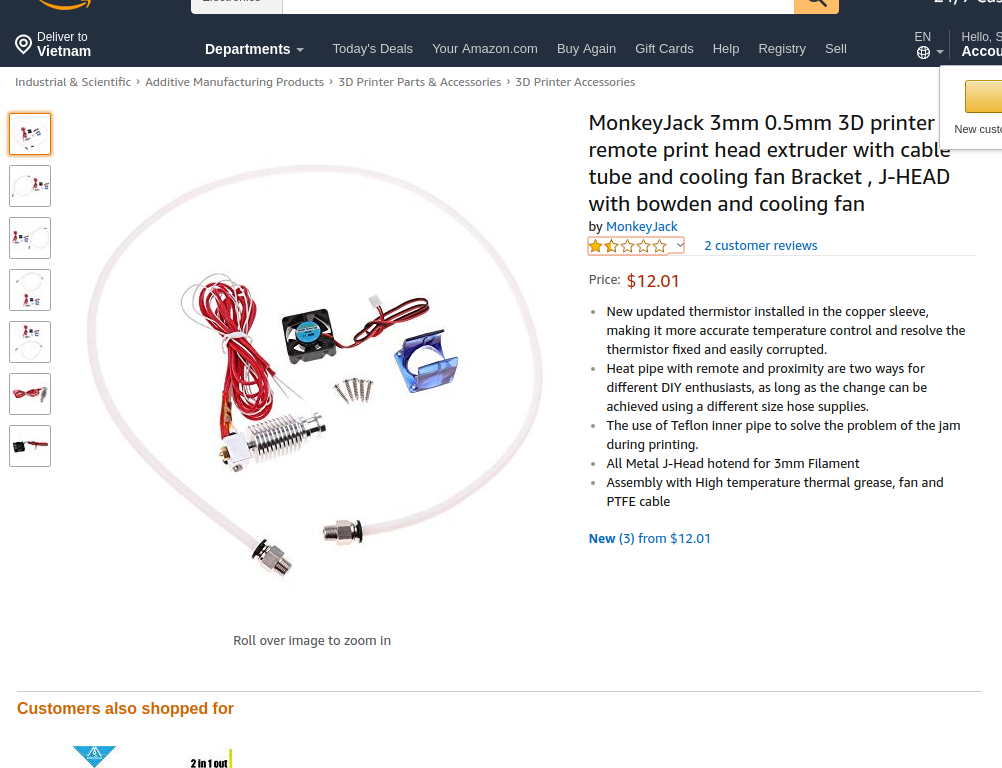 Deliver to
Vietnam
Departments
Today's Deals
Your Amazon.com
Buy Again
Gift Cards
Help
Registry
Sell
EN
Hello, S
Accou
Industrial & Scientific › Additive Manufacturing Products › 3D Printer Parts & Accessories › 3D Printer Accessories
New custo
MonkeyJack 3mm 0.5mm 3D printer
remote print head extruder with cable
tube and cooling fan Bracket , J-HEAD
with bowden and cooling fan
by MonkeyJack
2 customer reviews
Price: $12.01
New updated thermistor installed in the copper sleeve,
making it more accurate temperature control and resolve the
thermistor fixed and easily corrupted.
Heat pipe with remote and proximity are two ways for
different DIY enthusiasts, as long as the change can be
achieved using a different size hose supplies.
The use of Teflon inner pipe to solve the problem of the jam
during printing.
All Metal J-Head hotend for 3mm Filament
Assembly with High temperature thermal grease, fan and
PTFE cable
New (3) from $12.01
Roll over image to zoom in
Customers also shopped for
2 in 1 out